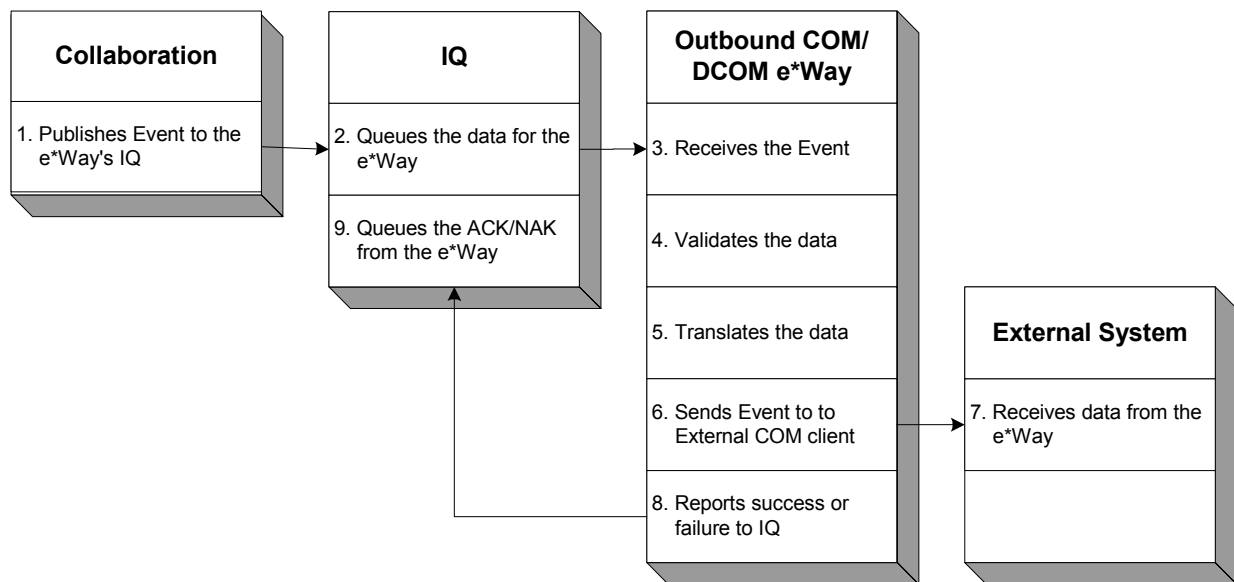 Collaboration
1. Publishes Event to the
e*Way's IQ
IQ
2. Queues the data for the
e*Way
9. Queues the ACK/NAK
from the e*Way
Outbound COM/
DCOM e*Way
3. Receives the Event
4. Validates the data
5. Translates the data
6. Sends Event to to
External COM client
8. Reports success or
failure to IQ
External System
7. Receives data from the
e*Way